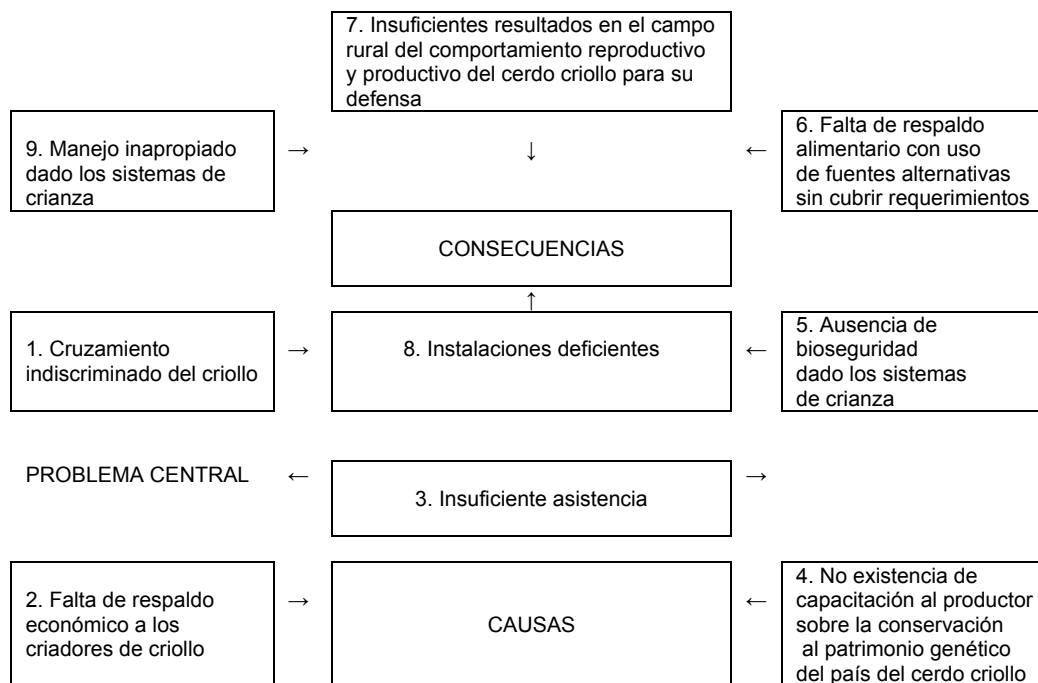 7. Insuficientes resultados en el campo
rural del comportamiento reproductivo
y productivo del cerdo criollo para su
defensa
9. Manejo inapropiado
dado los sistemas de
crianza
→
↓
←
6. Falta de respaldo
alimentario con uso
de fuentes alternativas
sin cubrir requerimientos
CONSECUENCIAS
↑
1. Cruzamiento
indiscriminado del criollo
→
8. Instalaciones deficientes
←
5. Ausencia de
bioseguridad
dado los sistemas
de crianza
PROBLEMA CENTRAL
←
3. Insuficiente asistencia
→
2. Falta de respaldo
económico a los
criadores de criollo
→
CAUSAS
←
4. No existencia de
capacitación al productor
sobre la conservación
al patrimonio genético
del país del cerdo criollo